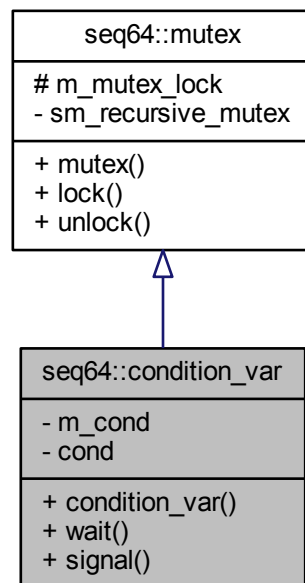 seq64::mutex
# m_mutex_lock
- sm_recursive_mutex
+ mutex()
+ lock()
+ unlock()
seq64::condition_var
- m_cond
- cond
+ condition_var()
+ wait()
+ signal()